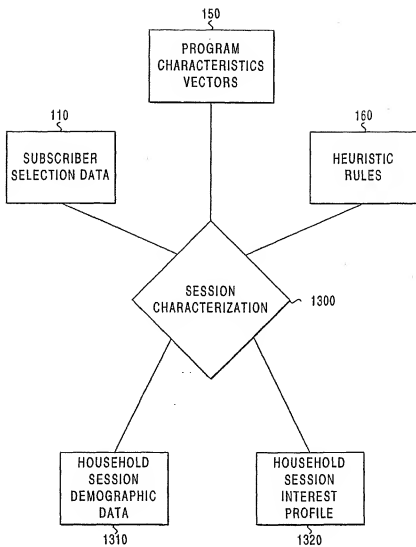 150
PROGRAM
CHARACTERISTICS
VECTORS
110
SUBSCRIBER
SELECTION DATA
160
HEURISTIC
RULES
SESSION
CHARACTERIZATION
1300
HOUSEHOLD
SESSION
DEMOGRAPHIC
DATA
1310
HOUSEHOLD
SESSION
INTEREST
PROFILE
1320